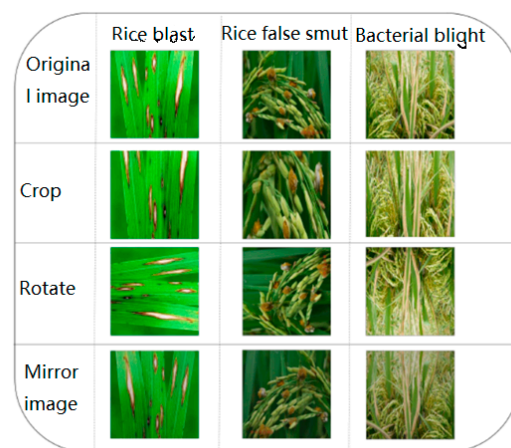 Rice blast Rice false smut Bacterial blight
Origina
l image
Crop
Rotate
Mirror
image